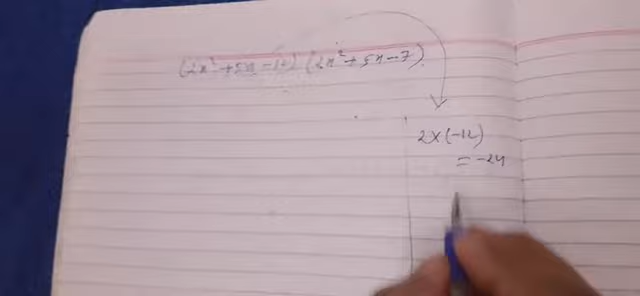 (2x² + 5x - 12) (2x² + 5x - 7)
2 × (-12)
= -24